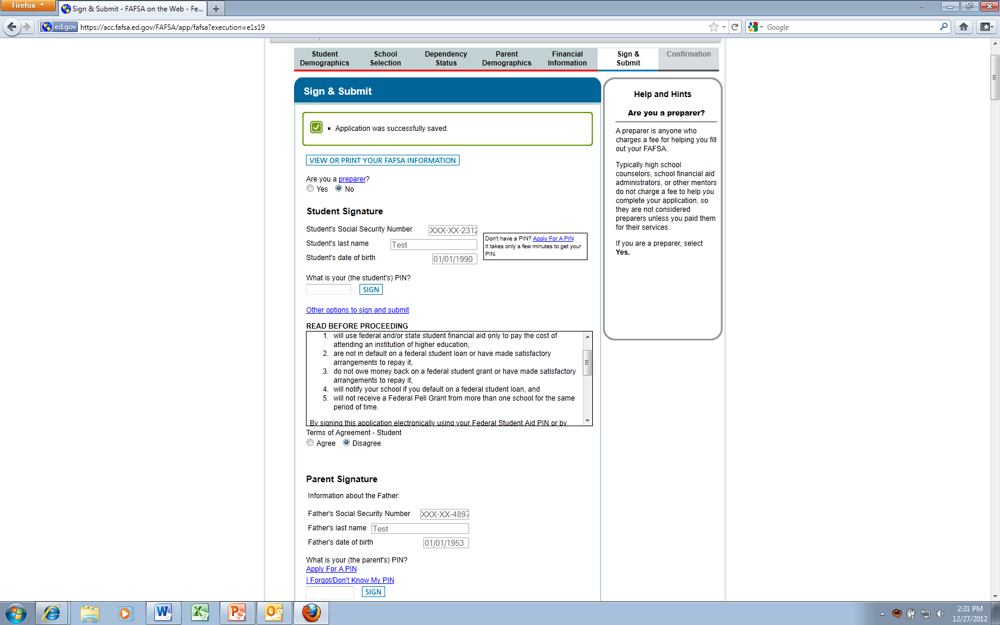 Firefox
Sign & Submit - FAFSA on the Web - Fe...
ed.gov https://acc.fafsa.ed.gov/FAFSA/app/fafsa?execution=e1s19
Google
Student Demographics
School Selection
Dependency Status
Parent Demographics
Financial Information
Sign & Submit
Confirmation
Sign & Submit
Application was successfully saved.
VIEW OR PRINT YOUR FAFSA INFORMATION
Are you a preparer?
Yes No
Student Signature
Student's Social Security Number XXX-XX-2312
Student's last name Test
Student's date of birth 01/01/1990
Don't have a PIN? Apply For A PIN
It takes only a few minutes to get your
PIN.
What is your (the student's) PIN?
SIGN
Other options to sign and submit
READ BEFORE PROCEEDING
1. will use federal and/or state student financial aid only to pay the cost of
attending an institution of higher education,
2. are not in default on a federal student loan or have made satisfactory
arrangements to repay it,
3. do not owe money back on a federal student grant or have made satisfactory
arrangements to repay it,
4. will notify your school if you default on a federal student loan, and
5. will not receive a Federal Pell Grant from more than one school for the same
period of time.
By signing this application electronically using your Federal Student Aid PIN or by
Terms of Agreement - Student
Agree Disagree
Parent Signature
Information about the Father:
Father's Social Security Number XXX-XX-4897
Father's last name Test
Father's date of birth 01/01/1953
What is your (the parent's) PIN?
Apply For A PIN
I Forgot/Don't Know My PIN
SIGN
Help and Hints
Are you a preparer?
A preparer is anyone who
charges a fee for helping you fill
out your FAFSA.
Typically high school
counselors, school financial aid
administrators, or other mentors
do not charge a fee to help you
complete your application, so
they are not considered
preparers unless you paid them
for their services.
If you are a preparer, select
Yes.
2:31 PM
12/27/2012